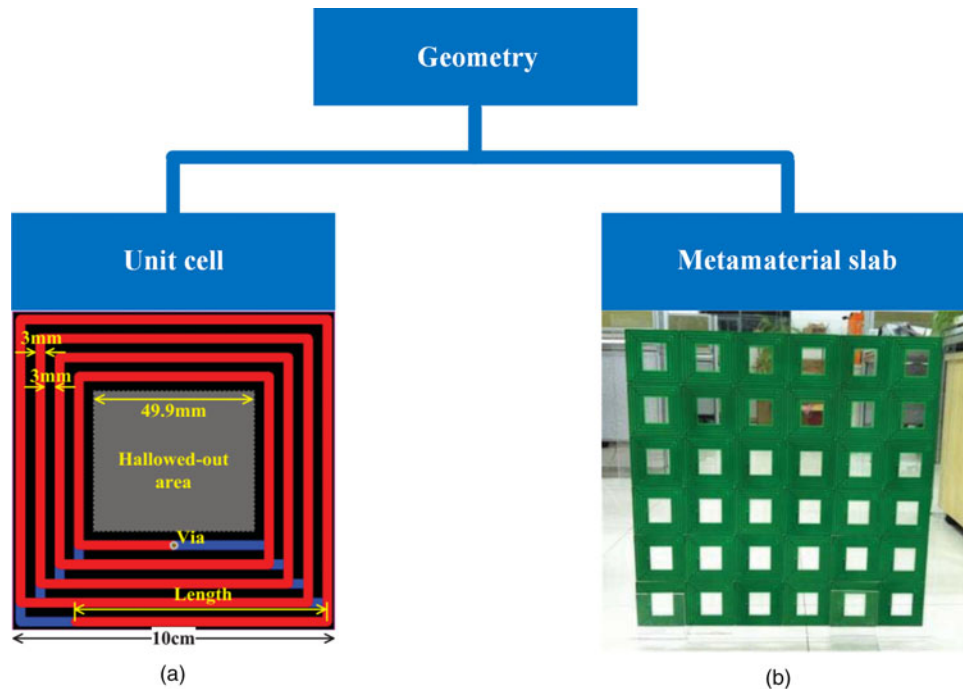 Geometry
Unit cell
Metamaterial slab
3mm
3mm
49.9mm
Hallowed-out
area
Via
Length
10cm
(a)
(b)